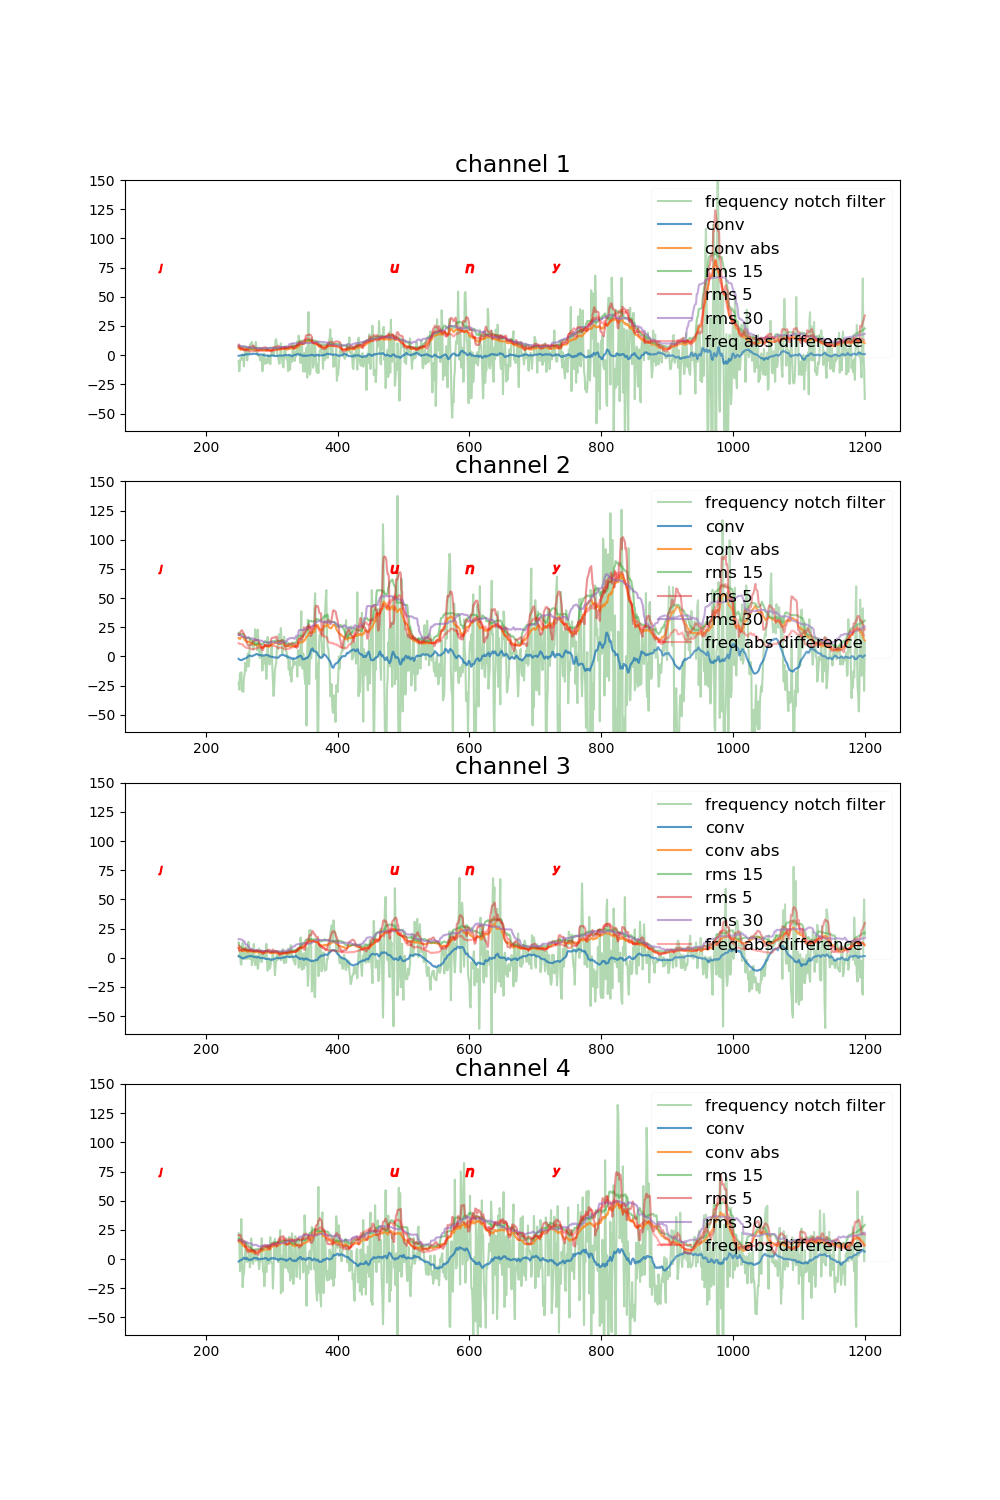 channel 1
150
125
100
75
50
25
0
−25
−50
J u n y
frequency notch filter
conv
conv abs
rms 15
rms 5
rms 30
freq abs difference
200 400 600 800 1000 1200
channel 2
150
125
100
75
50
25
0
−25
−50
J u n y
frequency notch filter
conv
conv abs
rms 15
rms 5
rms 30
freq abs difference
200 400 600 800 1000 1200
channel 3
150
125
100
75
50
25
0
−25
−50
J u n y
frequency notch filter
conv
conv abs
rms 15
rms 5
rms 30
freq abs difference
200 400 600 800 1000 1200
channel 4
150
125
100
75
50
25
0
−25
−50
J u n y
frequency notch filter
conv
conv abs
rms 15
rms 5
rms 30
freq abs difference
200 400 600 800 1000 1200